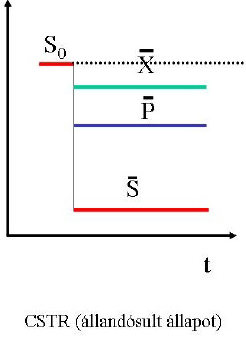 S₀
X̄
P̄
S̄
t
CSTR (állandósult állapot)